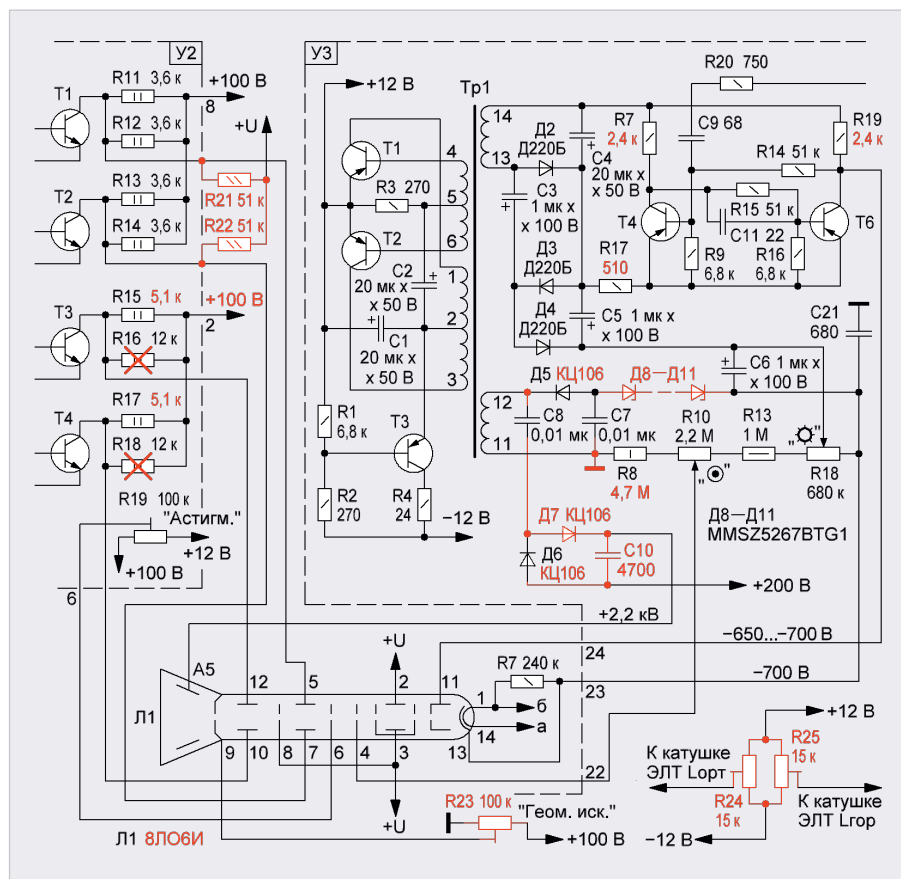 У2
У3
Т1
R11 3,6 к
+100 В
8
R12
3,6 к
+U
R13 3,6 к
Т2
R14
3,6 к
R21 51 к
R22 51 к
R15 5,1 к
+100 В
2
Т3
R16 12 к
R17 5,1 к
Т4
R18 12 к
R19 100 к
"Астигм."
+12 В
+100 В
6
+12 В
Т1
R3 270
Т2
C2
20 мк х
х 50 В
C1
20 мк х
х 50 В
R1
6,8 к
Т3
R2
270
R4
24
−12 В
Тр1
4
5
6
1
2
3
14
13
12
11
Д2
Д220Б
C4
20 мк х
х 50 В
C3
1 мк х
х 100 В
Д3
Д220Б
Д4
Д220Б
R17
510
C5 1 мк х
х 100 В
R20 750
R7
2,4 к
C9 68
R19
2,4 к
R14 51 к
R15 51 к
Т4
C11 22
Т6
R9
6,8 к
R16
6,8 к
C21
680
C6 1 мк х
х 100 В
Д5 КЦ106
Д8—Д11
C8
0,01 мк
C7
0,01 мк
R10
2,2 М
R13
1 М
R8
4,7 М
R18
680 к
Д8—Д11
MMSZ5267BTG1
Д7 КЦ106
Д6
КЦ106
C10
4700
+200 В
+2,2 кВ
−650...−700 В
24
−700 В
23
22
R7 240 к
б
а
+U
А5
Л1
12
5
2
11
1
14
9
10
8
7
6
4
3
13
+U
R23 100 к
"Геом. иск."
+100 В
Л1 8ЛО6И
+12 В
R25
15 к
К катушке
ЭЛТ Lорт
R24
15 к
К катушке
ЭЛТ Lгор
−12 В